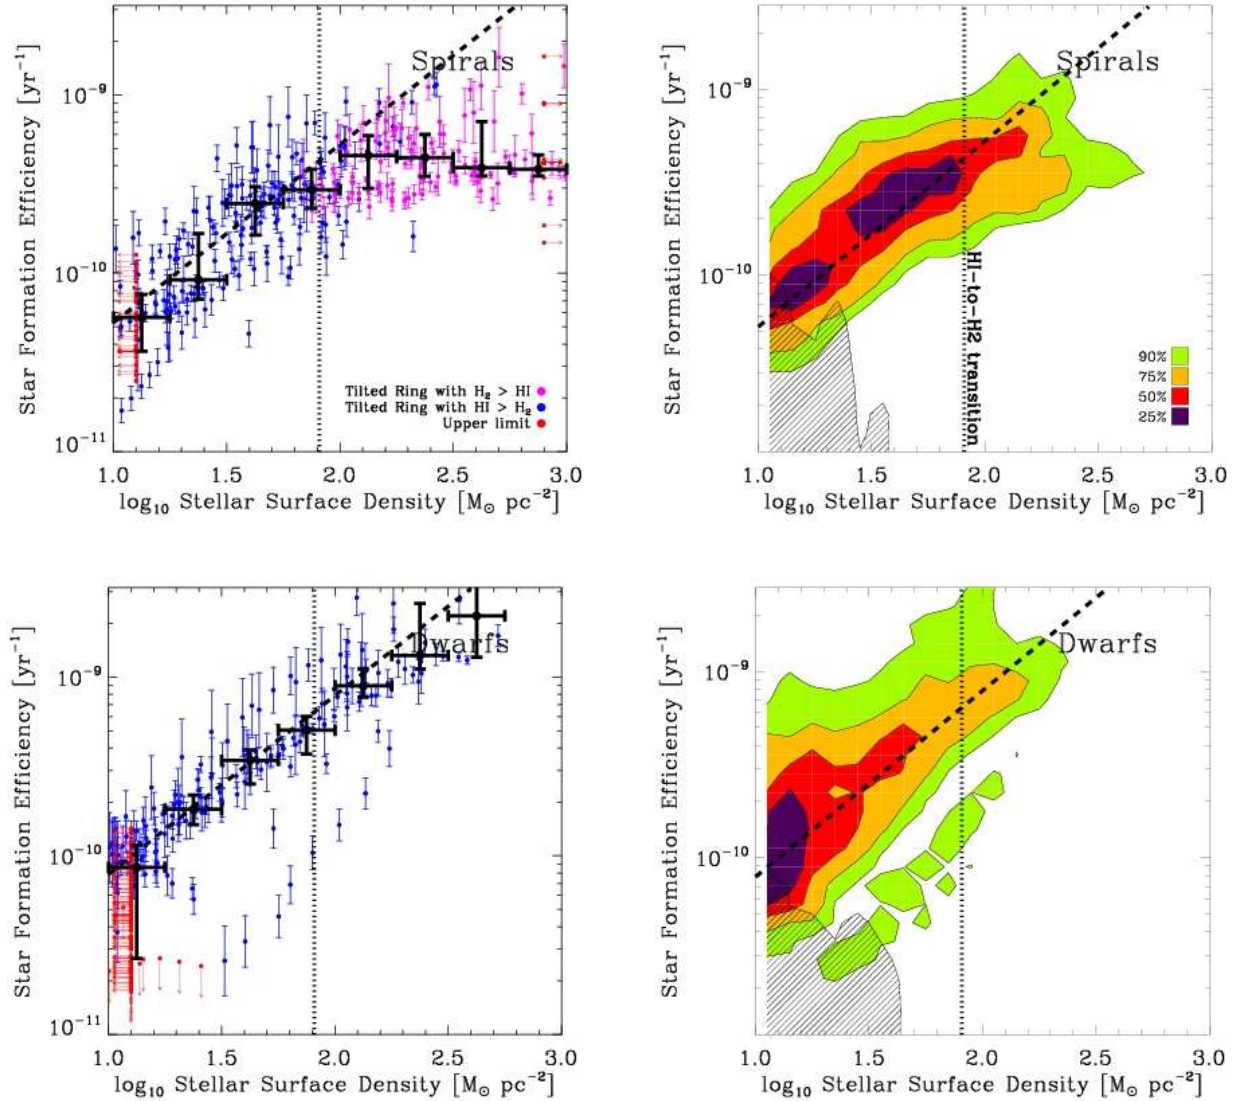 Star Formation Efficiency [yr⁻¹]
10⁻⁹
10⁻¹⁰
10⁻¹¹
Spirals
Tilted Ring with H₂ > HI
Tilted Ring with HI > H₂
Upper limit
1.0 1.5 2.0 2.5 3.0
log₁₀ Stellar Surface Density [M⊙ pc⁻²]
Star Formation Efficiency [yr⁻¹]
10⁻⁹
10⁻¹⁰
10⁻¹¹
Spirals
HI-to-H2 transition
90%
75%
50%
25%
1.0 1.5 2.0 2.5 3.0
log₁₀ Stellar Surface Density [M⊙ pc⁻²]
Star Formation Efficiency [yr⁻¹]
10⁻⁹
10⁻¹⁰
10⁻¹¹
Dwarfs
1.0 1.5 2.0 2.5 3.0
log₁₀ Stellar Surface Density [M⊙ pc⁻²]
Star Formation Efficiency [yr⁻¹]
10⁻⁹
10⁻¹⁰
10⁻¹¹
Dwarfs
1.0 1.5 2.0 2.5 3.0
log₁₀ Stellar Surface Density [M⊙ pc⁻²]